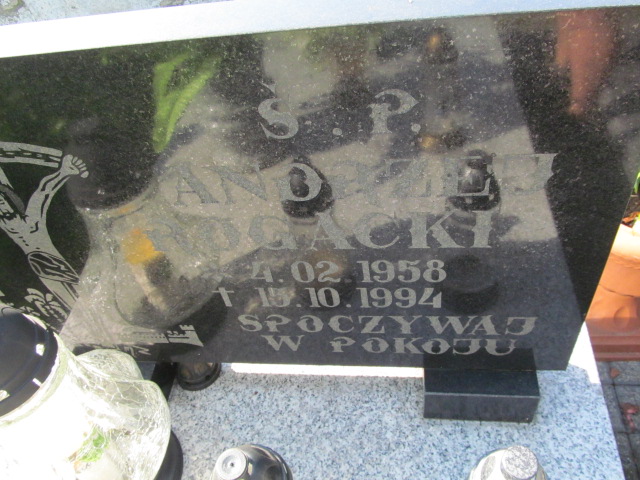 Ś.P.
ANDRZEJ
ROGACKI
* 4.02.1958
† 15.10.1994
SPOCZYWAJ
W POKOJU